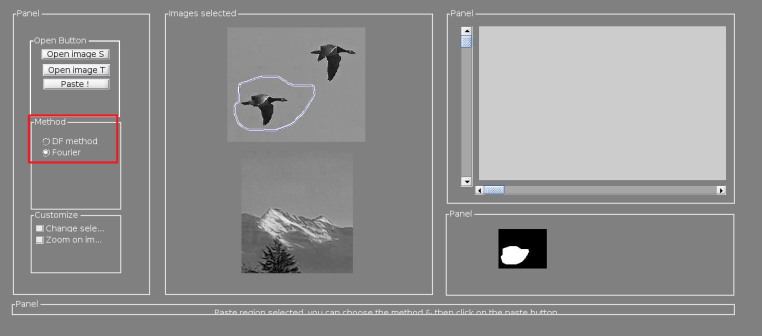 Panel
Images selected
Panel
Open Button
Open image S
Open image T
Paste !
Method
DF method
Fourier
Customize
Change sele...
Zoom on im...
Panel
Panel
Paste region selected, you can choose the method & then click on the paste button